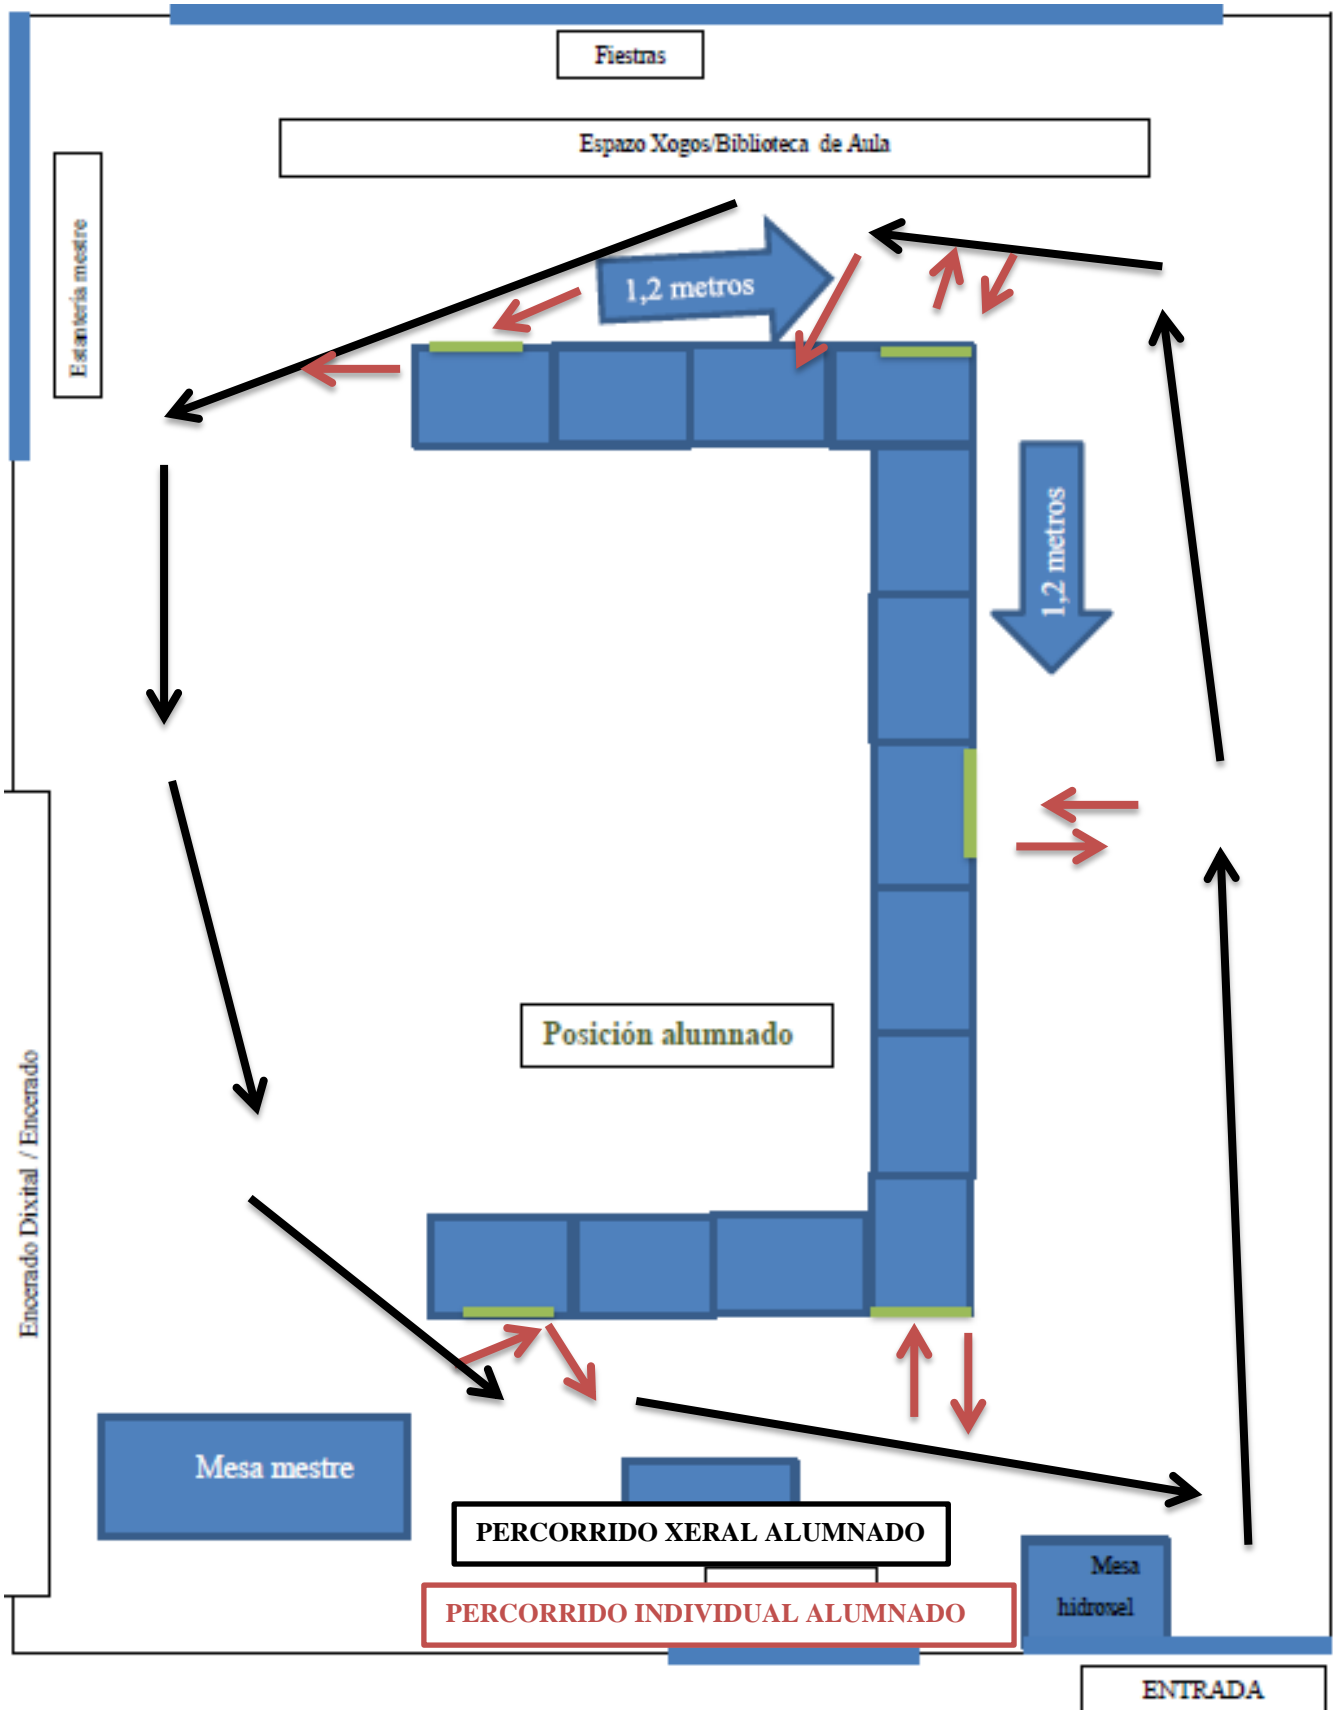 Fiestras
Espazo Xogos/Biblioteca de Aula
Estantería mestre
1,2 metros
1,2 metros
Posición alumnado
Encerado Dixital / Encerado
Mesa mestre
PERCORRIDO XERAL ALUMNADO
Mesa
hidroxel
PERCORRIDO INDIVIDUAL ALUMNADO
ENTRADA